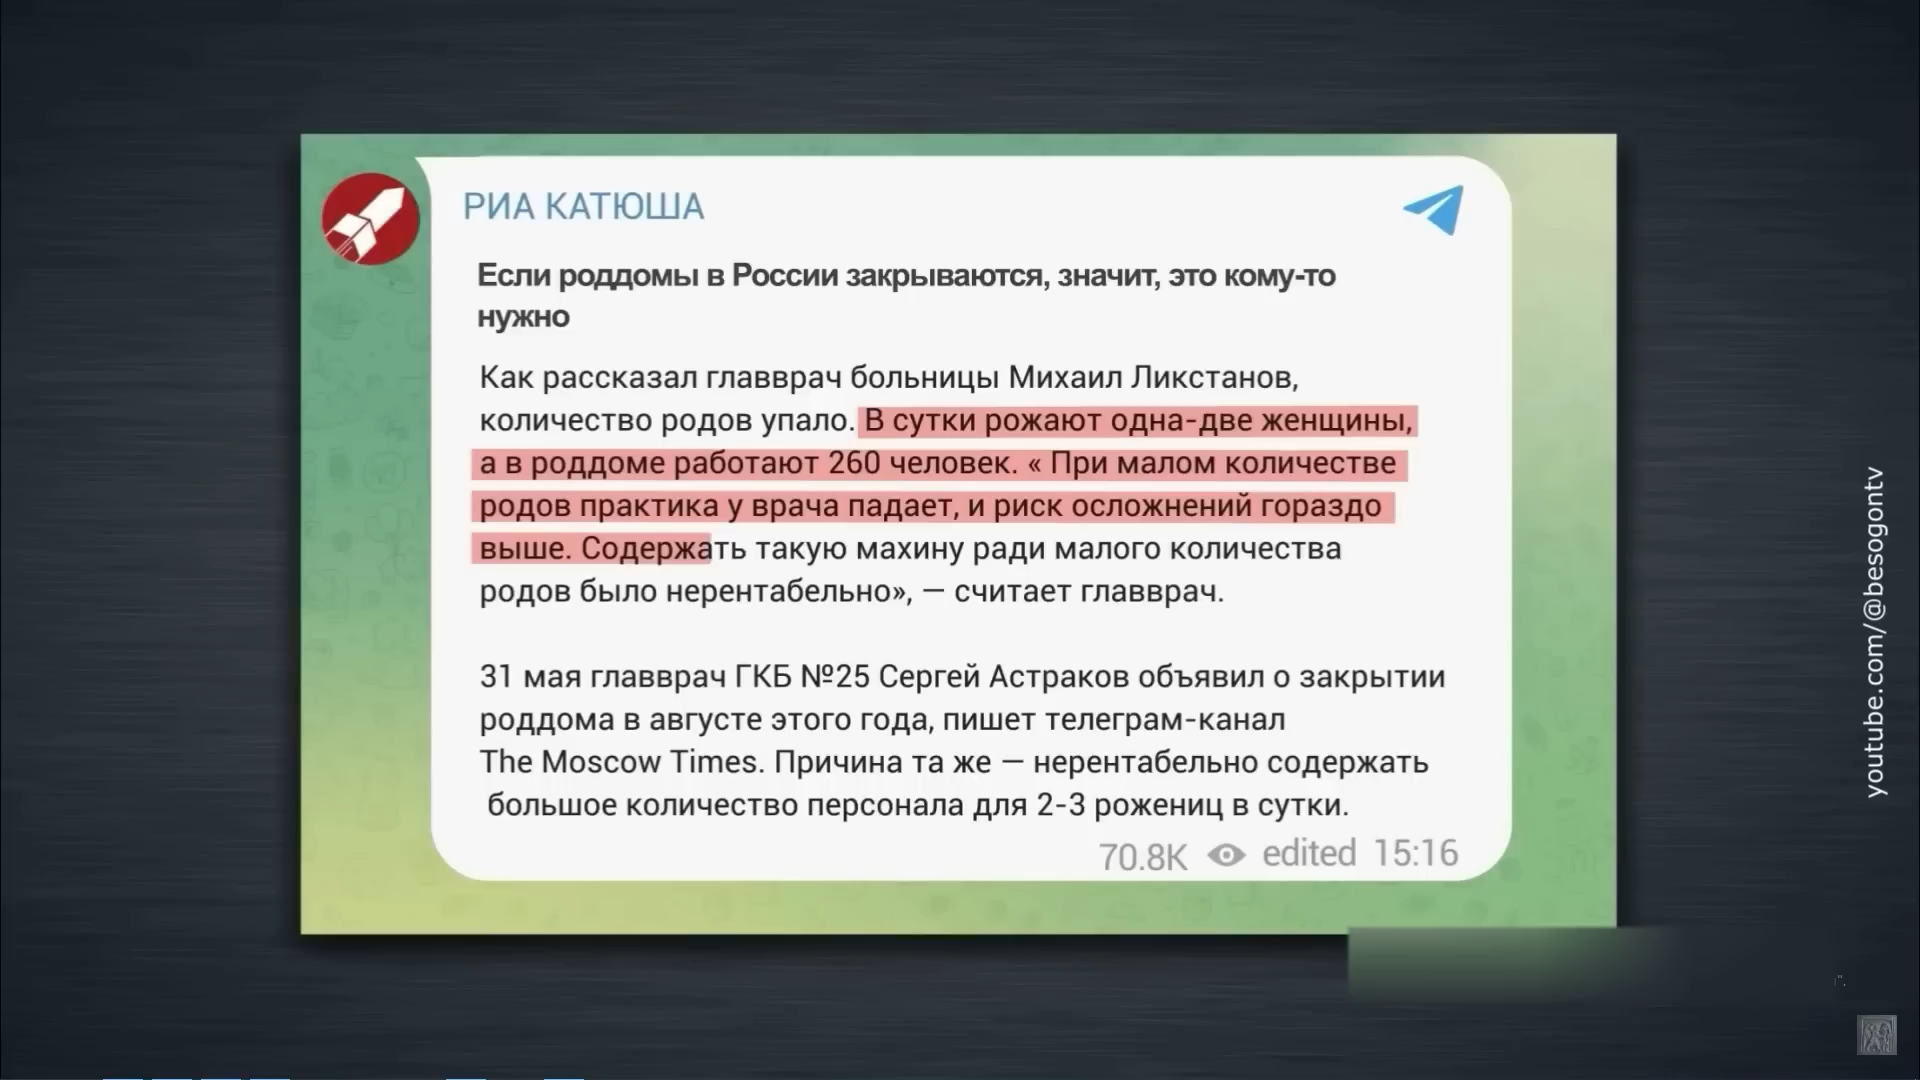 РИА КАТЮША
Если роддомы в России закрываются, значит, это кому-то
нужно
Как рассказал главврач больницы Михаил Ликстанов,
количество родов упало. В сутки рожают одна-две женщины,
а в роддоме работают 260 человек. « При малом количестве
родов практика у врача падает, и риск осложнений гораздо
выше. Содержать такую махину ради малого количества
родов было нерентабельно», — считает главврач.
31 мая главврач ГКБ №25 Сергей Астраков объявил о закрытии
роддома в августе этого года, пишет телеграм-канал
The Moscow Times. Причина та же — нерентабельно содержать
большое количество персонала для 2-3 рожениц в сутки.
70.8K edited 15:16
youtube.com/@besogontv